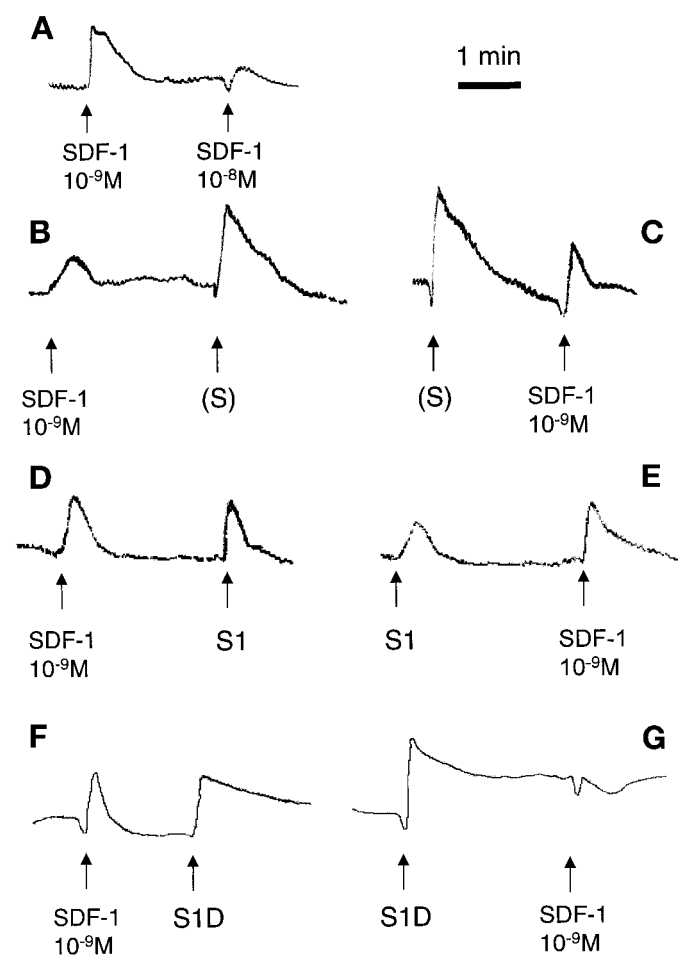 A
1 min
SDF-1
10-9M
SDF-1
10-8M
B
C
SDF-1
10-9M
(S)
(S)
SDF-1
10-9M
D
E
SDF-1
10-9M
S1
S1
SDF-1
10-9M
F
G
SDF-1
10-9M
S1D
S1D
SDF-1
10-9M